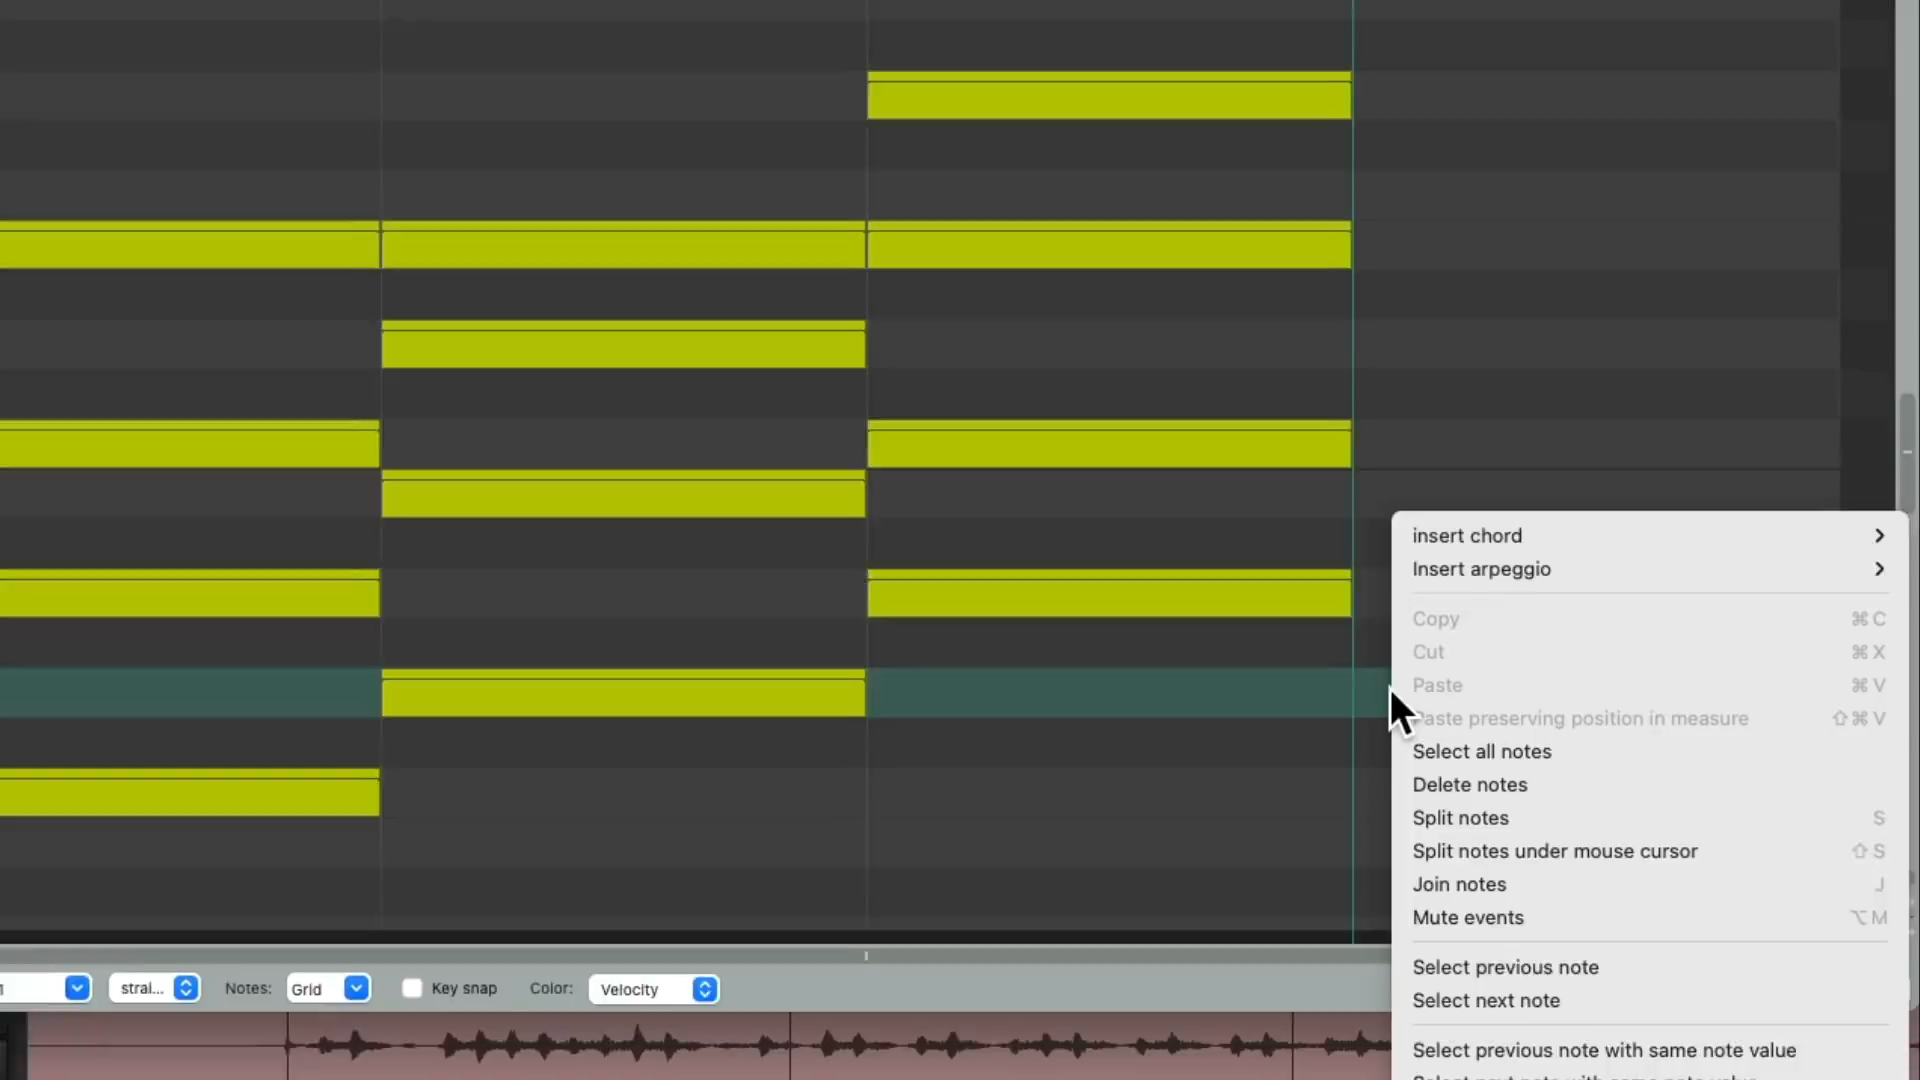 insert chord
Insert arpeggio
Copy ⌘ C
Cut ⌘ X
Paste ⌘ V
aste preserving position in measure ⇧ ⌘ V
Select all notes
Delete notes
Split notes S
Split notes under mouse cursor ⇧ S
Join notes J
Mute events ⌥ M
Select previous note
Select next note
Select previous note with same note value
strai... Notes: Grid Key snap Color: Velocity